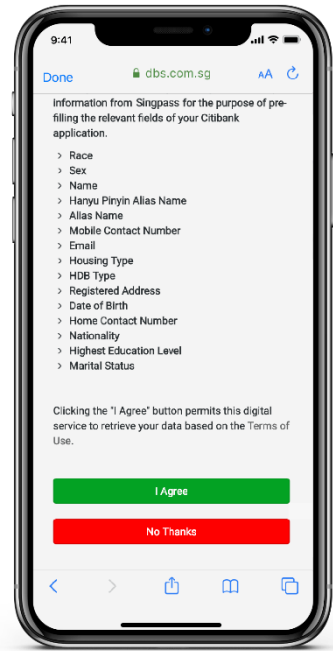 9:41
Done
dbs.com.sg
AA
information from Singpass for the purpose of pre-
filling the relevant fields of your Citibank
application.
> Race
> Sex
> Name
> Hanyu Pinyin Alias Name
> Alias Name
> Mobile Contact Number
> Email
> Housing Type
> HDB Type
> Registered Address
> Date of Birth
> Home Contact Number
> Nationality
> Highest Education Level
> Marital Status
Clicking the "I Agree" button permits this digital
service to retrieve your data based on the Terms of
Use.
I Agree
No Thanks